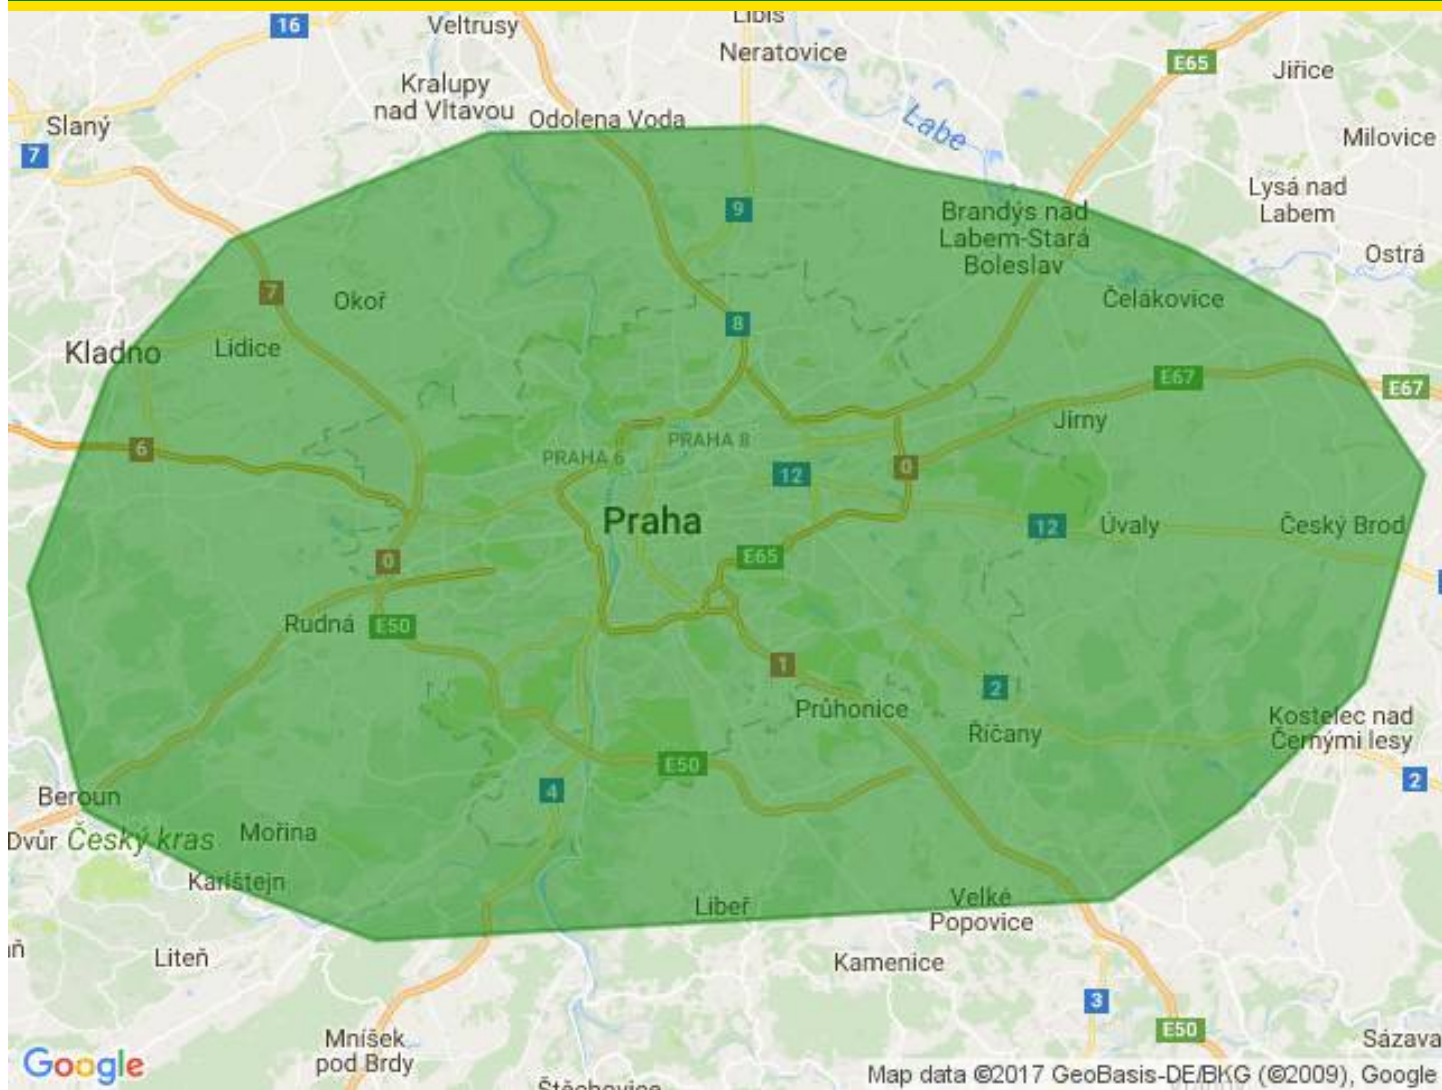 16
Veltrusy
Libiš
Neratovice
E65
Jiřice
Kralupy
nad Vltavou
Odolena Voda
Labe
Slaný
7
Milovice
Lysá nad
Labem
9
Brandýs nad
Labem-Stará
Boleslav
Ostrá
7
Okoř
Čelákovice
8
Kladno
Lidice
E67
E67
6
Jirny
PRAHA 8
PRAHA 6
12
0
Praha
12
Úvaly
Český Brod
0
E65
Rudná
E50
1
2
Průhonice
Říčany
Kostelec nad
Černými lesy
E50
2
4
Beroun
Dvůr
Český kras
Mořina
Karlštejn
Libeř
Velké
Popovice
aň
Liteň
Kamenice
3
E50
Mníšek
pod Brdy
Sázava
Google
Štěchovice
Map data ©2017 GeoBasis-DE/BKG (©2009), Google